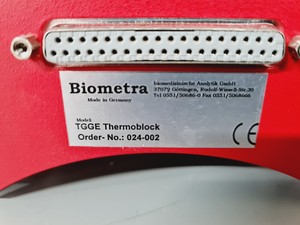 Biometra
biomedizinische Analytik GmbH
37079 Göttingen, Rudolf-Wissell-Str.30
Tel 0551/50686-0 Fax 0551/5068666
Made in Germany
Modell:
TGGE Thermoblock
Order- No.: 024-002
CE